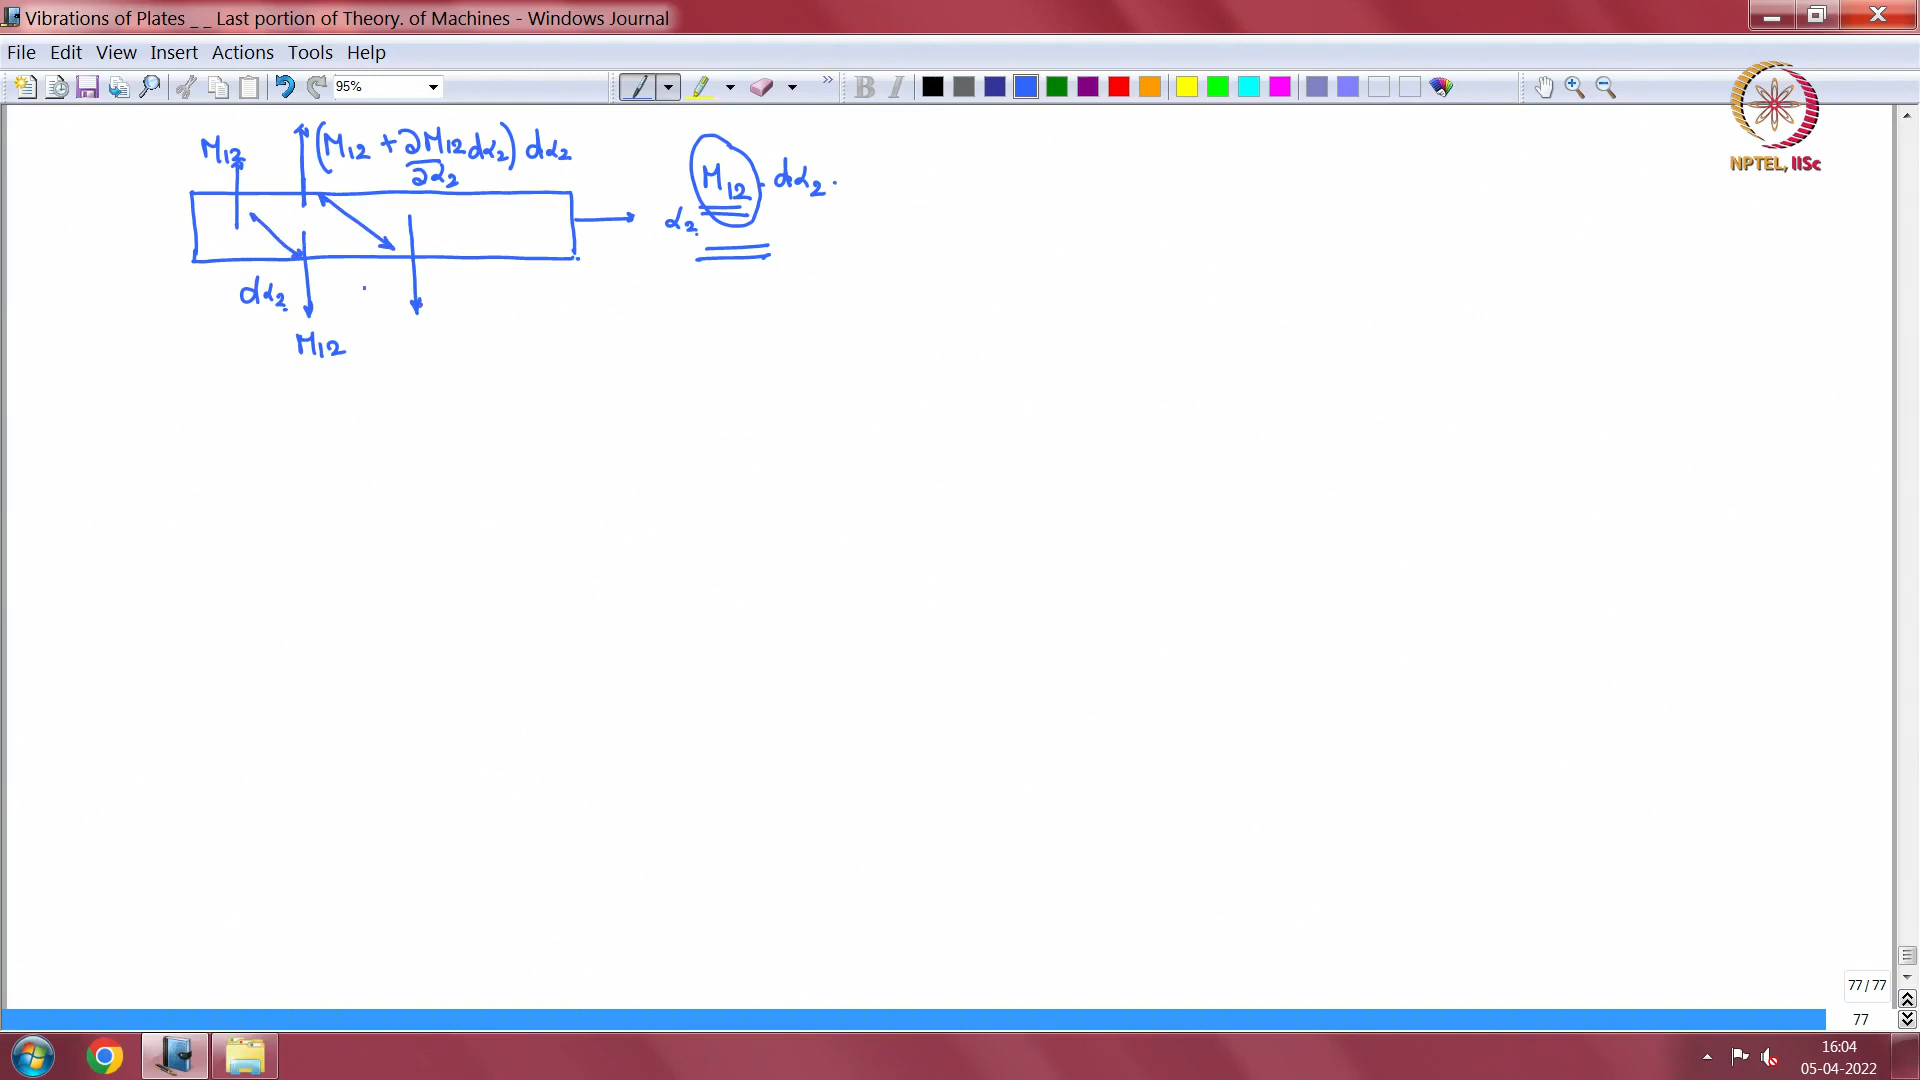 Vibrations of Plates _ _ Last portion of Theory. of Machines - Windows Journal
File Edit View Insert Actions Tools Help
95%
B I
NPTEL, IISc
M12 (M12 + ∂M12/∂α2 dα2) dα2
M12 · dα2 .
α2
dα2
M12
77 / 77
77
16:04
05-04-2022